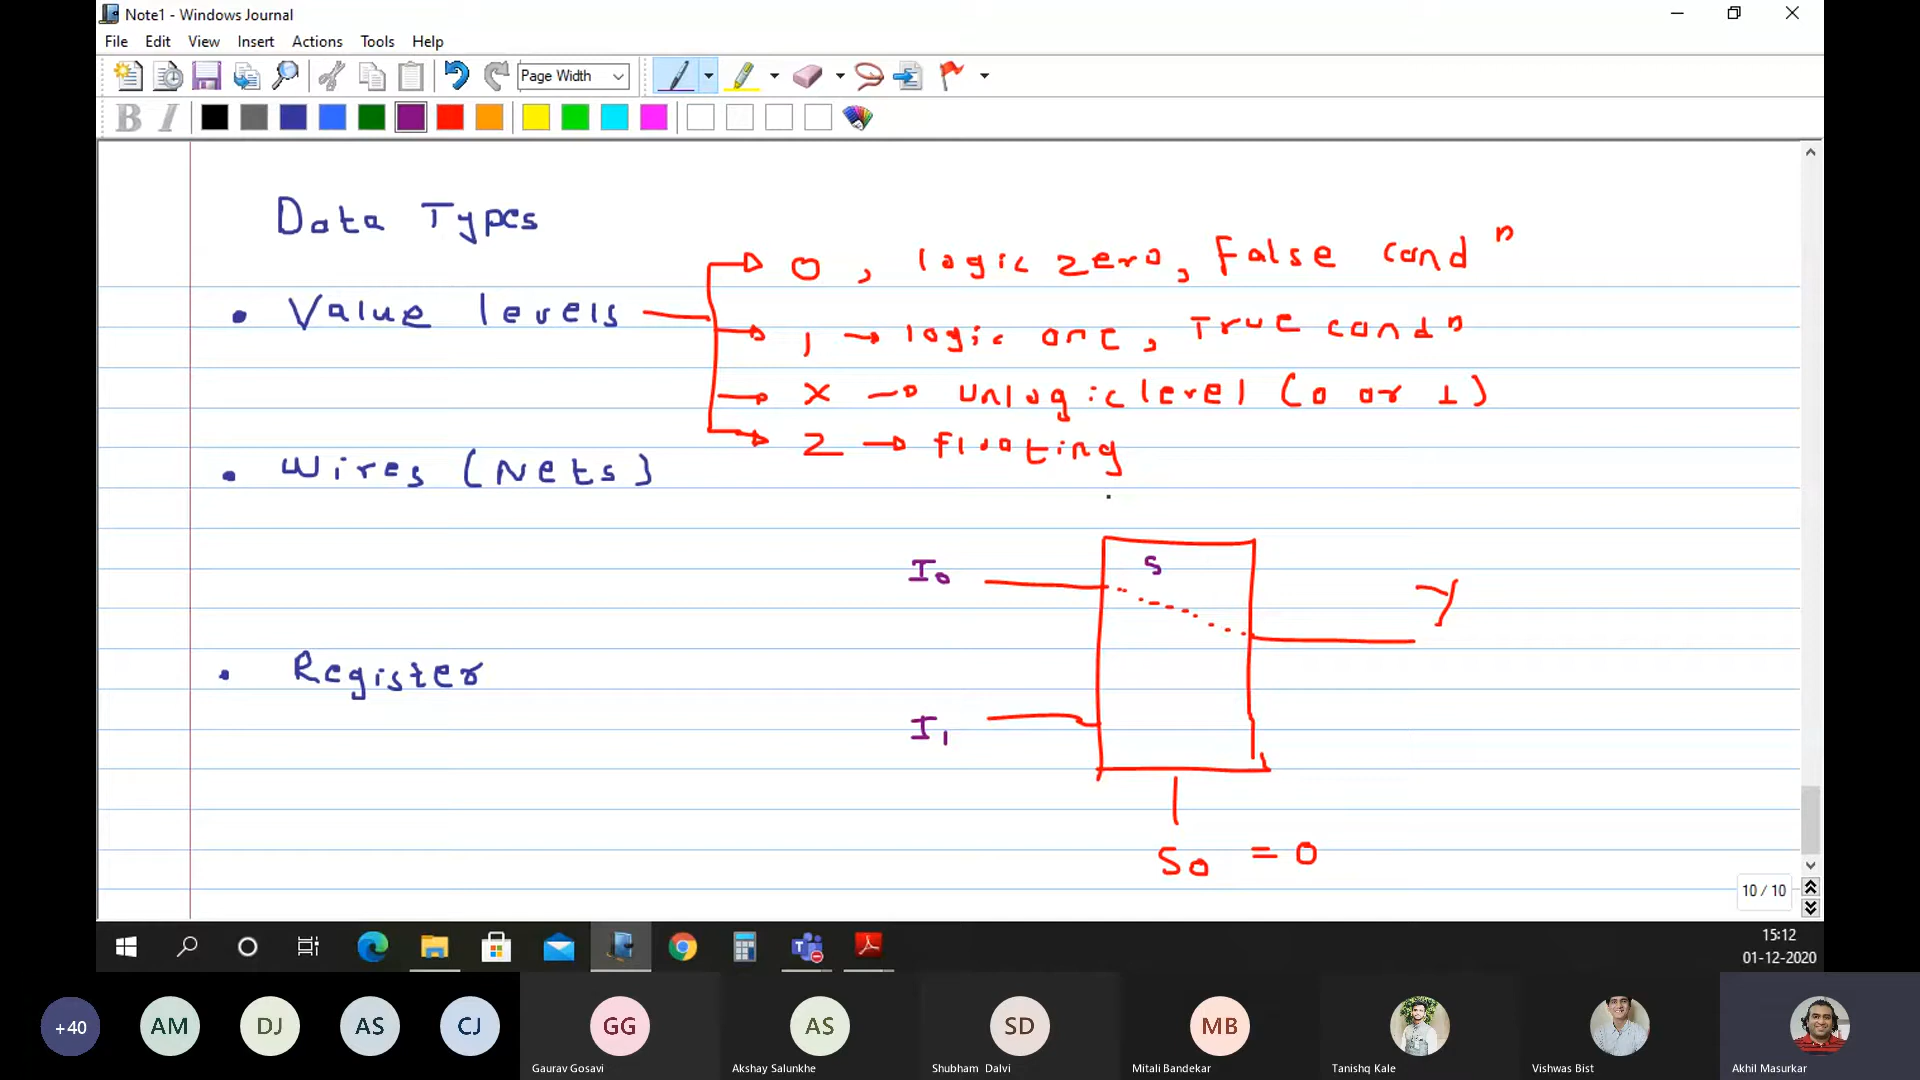 Note1 - Windows Journal
File Edit View Insert Actions Tools Help
Page Width
B I
Data Types
• Value levels
0, logic zero, False condⁿ
1 → logic one, True condⁿ
X → unlogic level (0 or 1)
Z → floating
• Wires (Nets)
I0
S
Y
• Register
I1
S0 = 0
10 / 10
15:12
01-12-2020
+40 AM DJ AS CJ GG AS SD MB
Gaurav Gosavi Akshay Salunkhe Shubham Dalvi Mitali Bandekar Tanishq Kale Vishwas Bist Akhil Masurkar